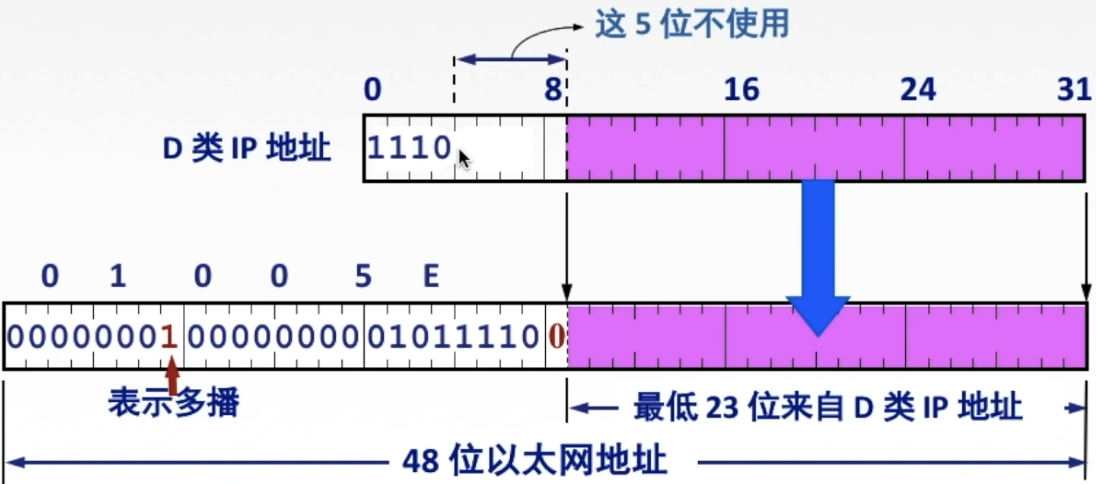 这 5 位不使用
0 8 16 24 31
D 类 IP 地址
1110
0 1 0 0 5 E
00000001 00000000 01011110 0
表示多播
最低 23 位来自 D 类 IP 地址
48 位以太网地址